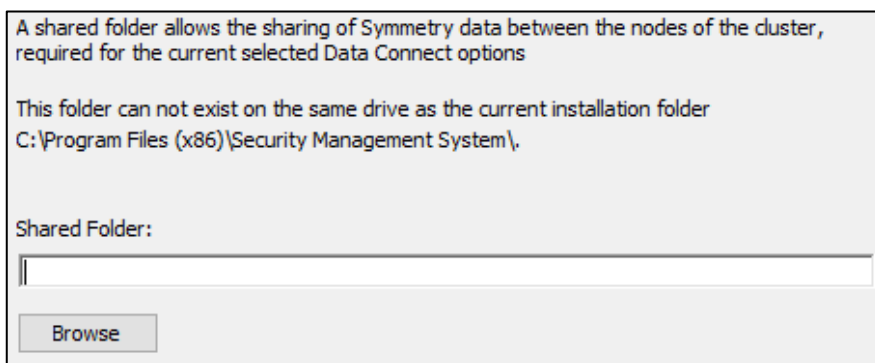 A shared folder allows the sharing of Symmetry data between the nodes of the cluster,
required for the current selected Data Connect options
This folder can not exist on the same drive as the current installation folder
C:\Program Files (x86)\Security Management System\.
Shared Folder:
Browse